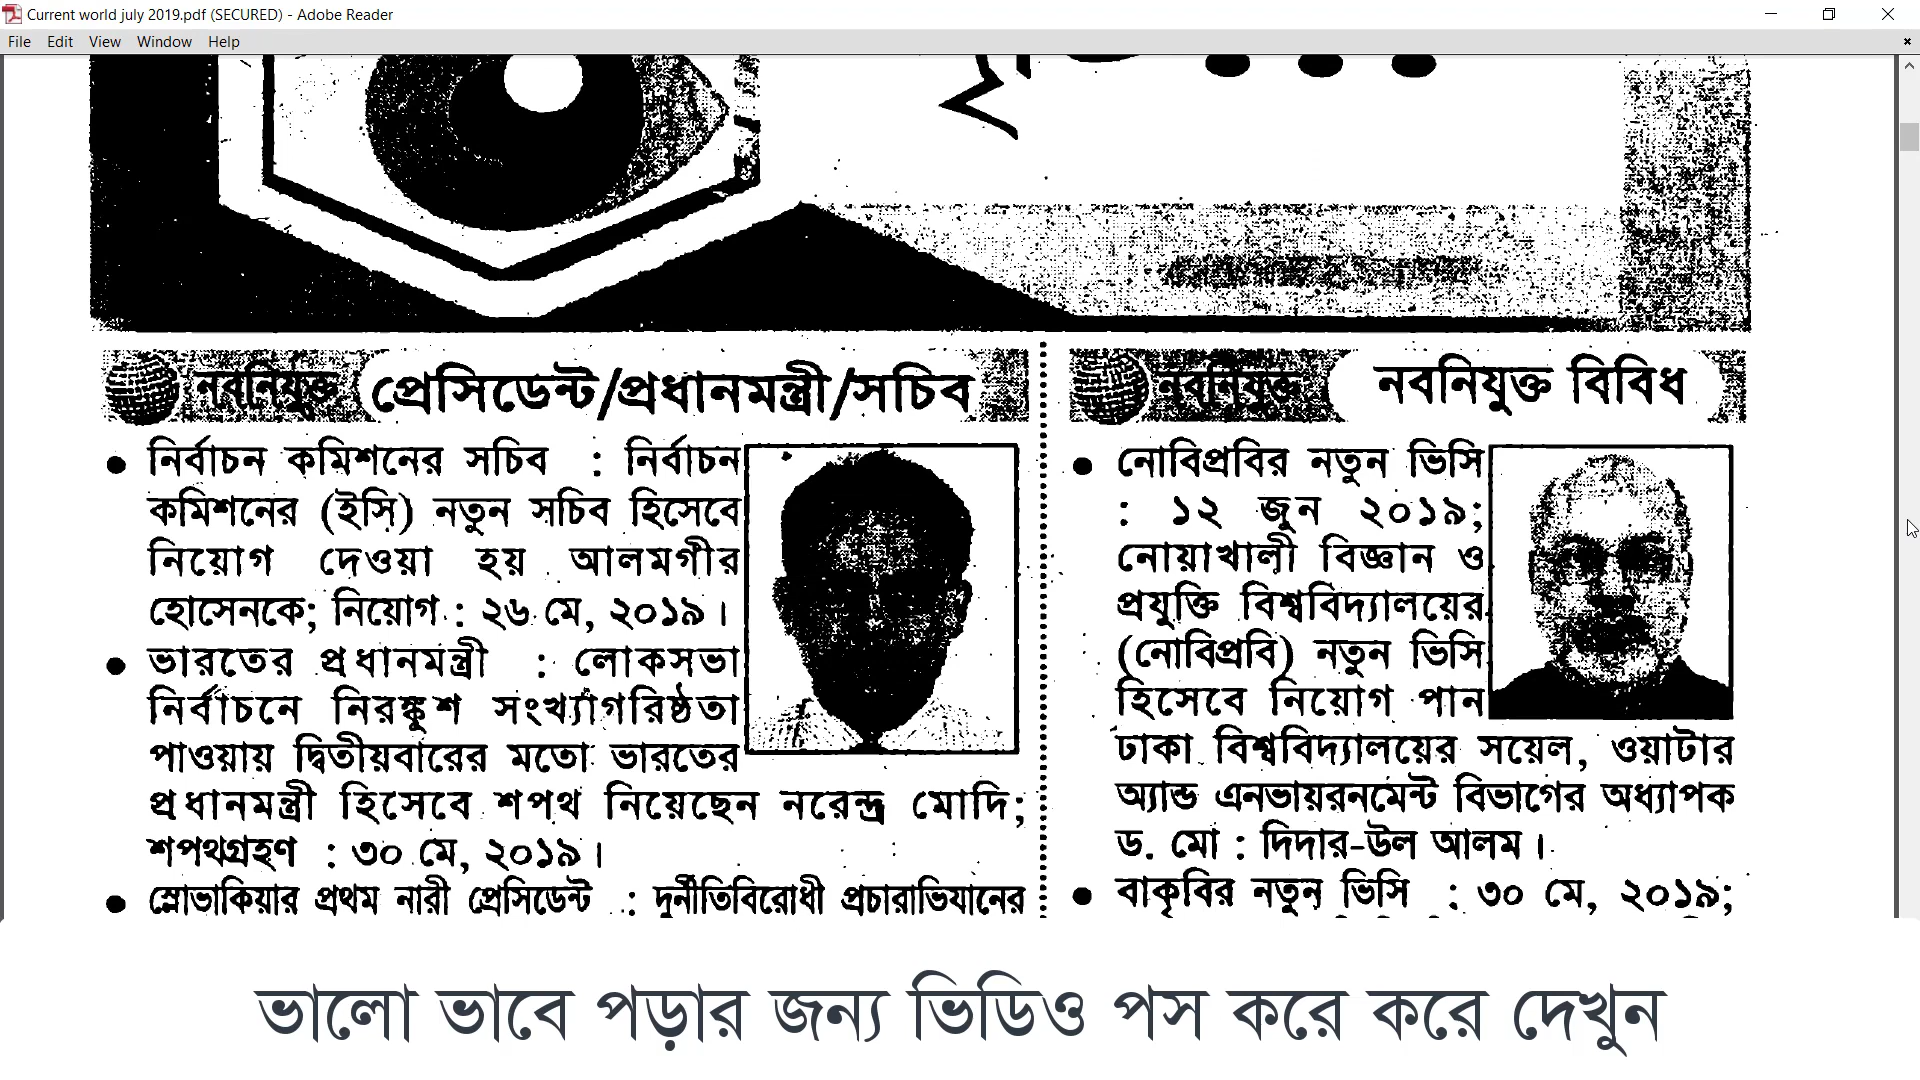 Current world july 2019.pdf (SECURED) - Adobe Reader
File Edit View Window Help
নবনিযুক্ত প্রেসিডেন্ট/প্রধানমন্ত্রী/সচিব
নির্বাচন কমিশনের সচিব : নির্বাচন
কমিশনের (ইসি) নতুন সচিব হিসেবে
নিয়োগ দেওয়া হয় আলমগীর
হোসেনকে; নিয়োগ : ২৬ মে, ২০১৯।
ভারতের প্রধানমন্ত্রী : লোকসভা
নির্বাচনে নিরঙ্কুশ সংখ্যাগরিষ্ঠতা
পাওয়ায় দ্বিতীয়বারের মতো ভারতের
প্রধানমন্ত্রী হিসেবে শপথ নিয়েছেন নরেন্দ্র মোদি;
শপথগ্রহণ : ৩০ মে, ২০১৯।
স্লোভাকিয়ার প্রথম নারী প্রেসিডেন্ট : দুর্নীতিবিরোধী প্রচারাভিযানের
নবনিযুক্ত নবনিযুক্ত বিবিধ
নোবিপ্রবির নতুন ভিসি
: ১২ জুন ২০১৯;
নোয়াখালী বিজ্ঞান ও
প্রযুক্তি বিশ্ববিদ্যালয়ের
(নোবিপ্রবি) নতুন ভিসি
হিসেবে নিয়োগ পান
ঢাকা বিশ্ববিদ্যালয়ের সয়েল, ওয়াটার
অ্যান্ড এনভায়রনমেন্ট বিভাগের অধ্যাপক
ড. মো : দিদার-উল আলম।
বাকৃবির নতুন ভিসি : ৩০ মে, ২০১৯;
ভালো ভাবে পড়ার জন্য ভিডিও পস করে করে দেখুন